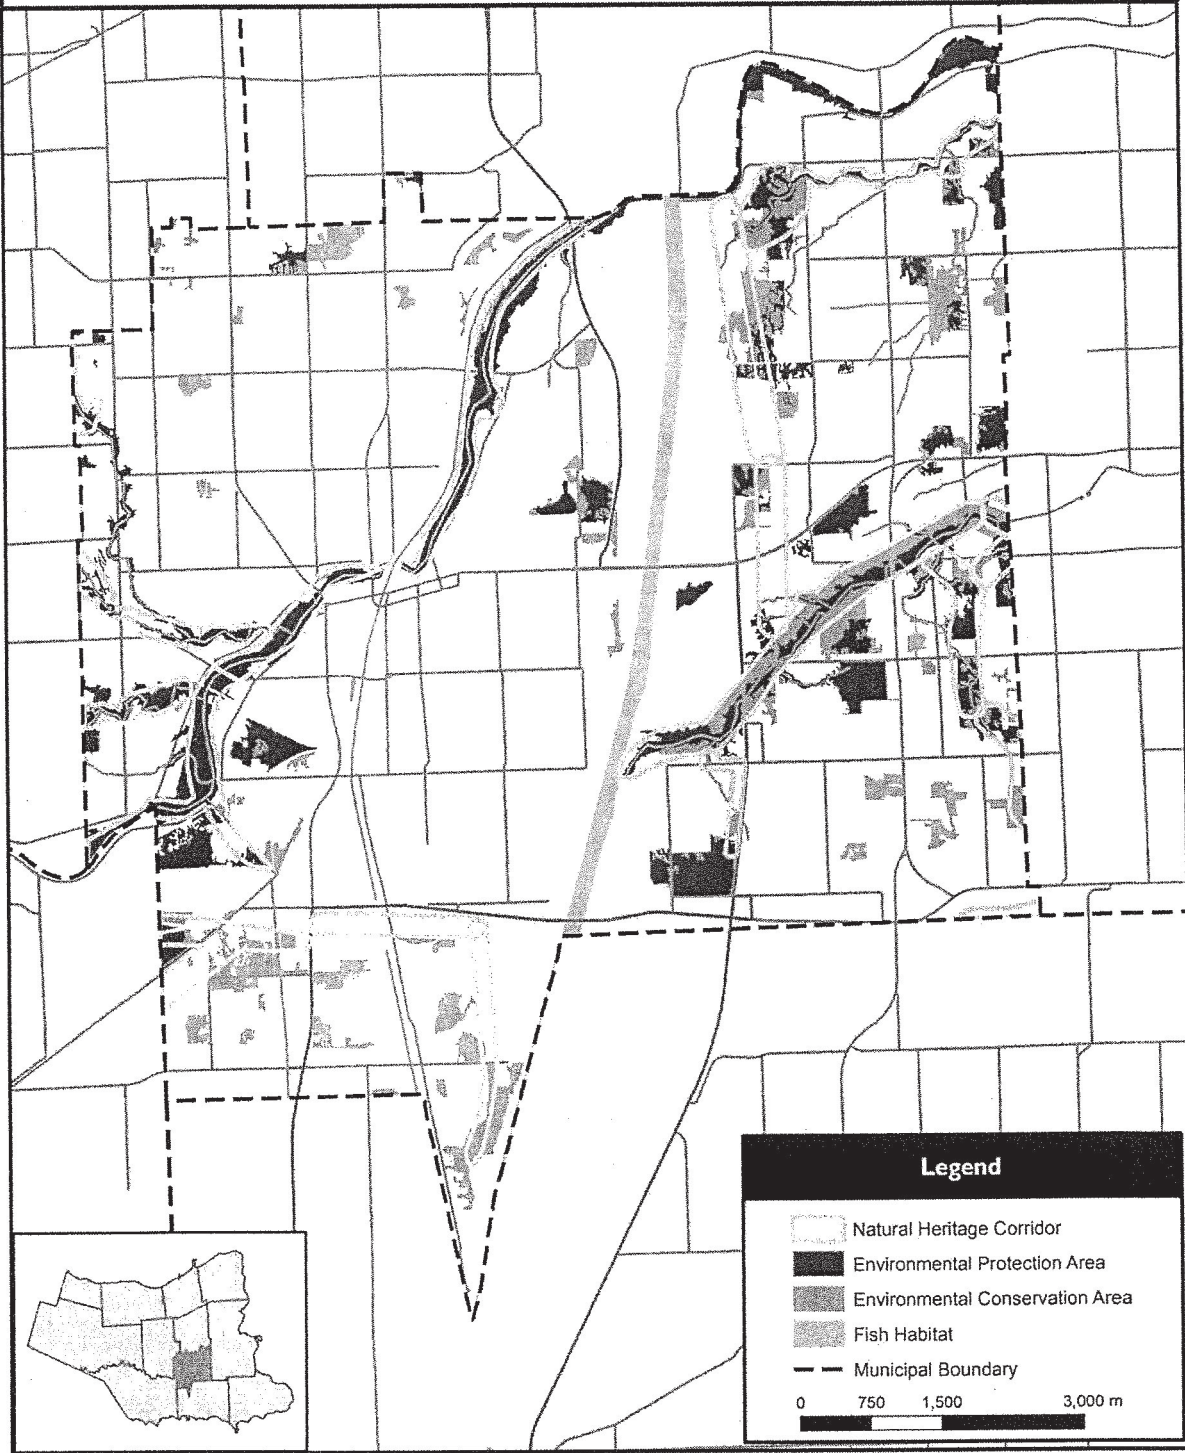 Legend
Natural Heritage Corridor
Environmental Protection Area
Environmental Conservation Area
Fish Habitat
Municipal Boundary
0 750 1,500 3,000 m